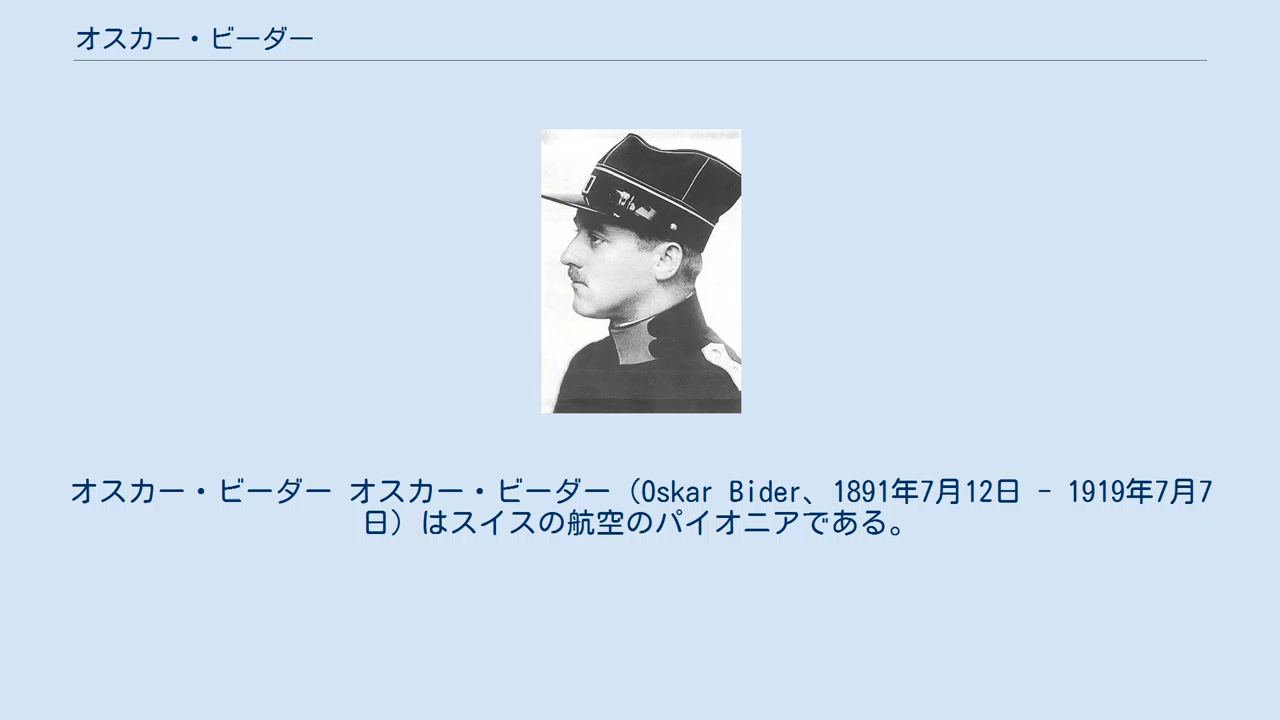 オスカー・ビーダー
オスカー・ビーダー オスカー・ビーダー（Oskar Bider、1891年7月12日 - 1919年7月7
日）はスイスの航空のパイオニアである。